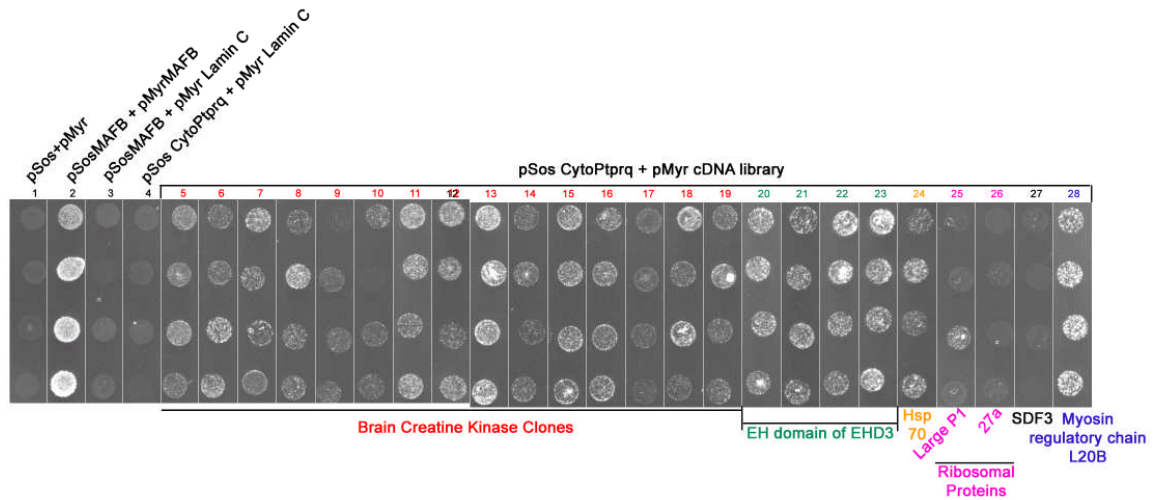 pSos+pMyr
pSosMAFB + pMyrMAFB
pSosMAFB + pMyr Lamin C
pSos CytoPtprq + pMyr Lamin C
pSos CytoPtprq + pMyr cDNA library
1 2 3 4 5 6 7 8 9 10 11 12 13 14 15 16 17 18 19 20 21 22 23 24 25 26 27 28
Brain Creatine Kinase Clones
EH domain of EHD3
Hsp
70
Large P1
27a
Ribosomal
Proteins
SDF3
Myosin
regulatory chain
L20B